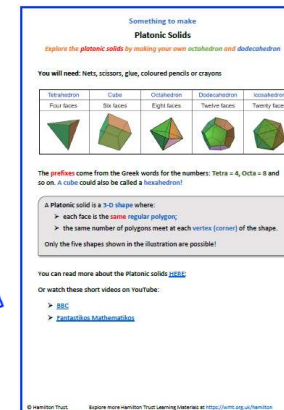 Something to make
Platonic Solids
Explore the platonic solids by making your own octahedron and dodecahedron
You will need: Nets, scissors, glue, coloured pencils or crayons
Tetrahedron Cube Octahedron Dodecahedron Icosahedron
Four faces Six faces Eight faces Twelve faces Twenty faces
The prefixes come from the Greek words for the numbers: Tetra = 4, Octa = 8 and
so on. A cube could also be called a hexahedron!
A Platonic solid is a 3-D shape where:
➤ each face is the same regular polygon;
➤ the same number of polygons meet at each vertex (corner) of the shape.
Only the five shapes shown in the illustration are possible!
You can read more about the Platonic solids HERE:
Or watch these short videos on YouTube:
➤ BBC
➤ Fantastikos Mathematikos
© Hamilton Trust. Explore more Hamilton Trust Learning Materials at https://wrht.org.uk/hamilton